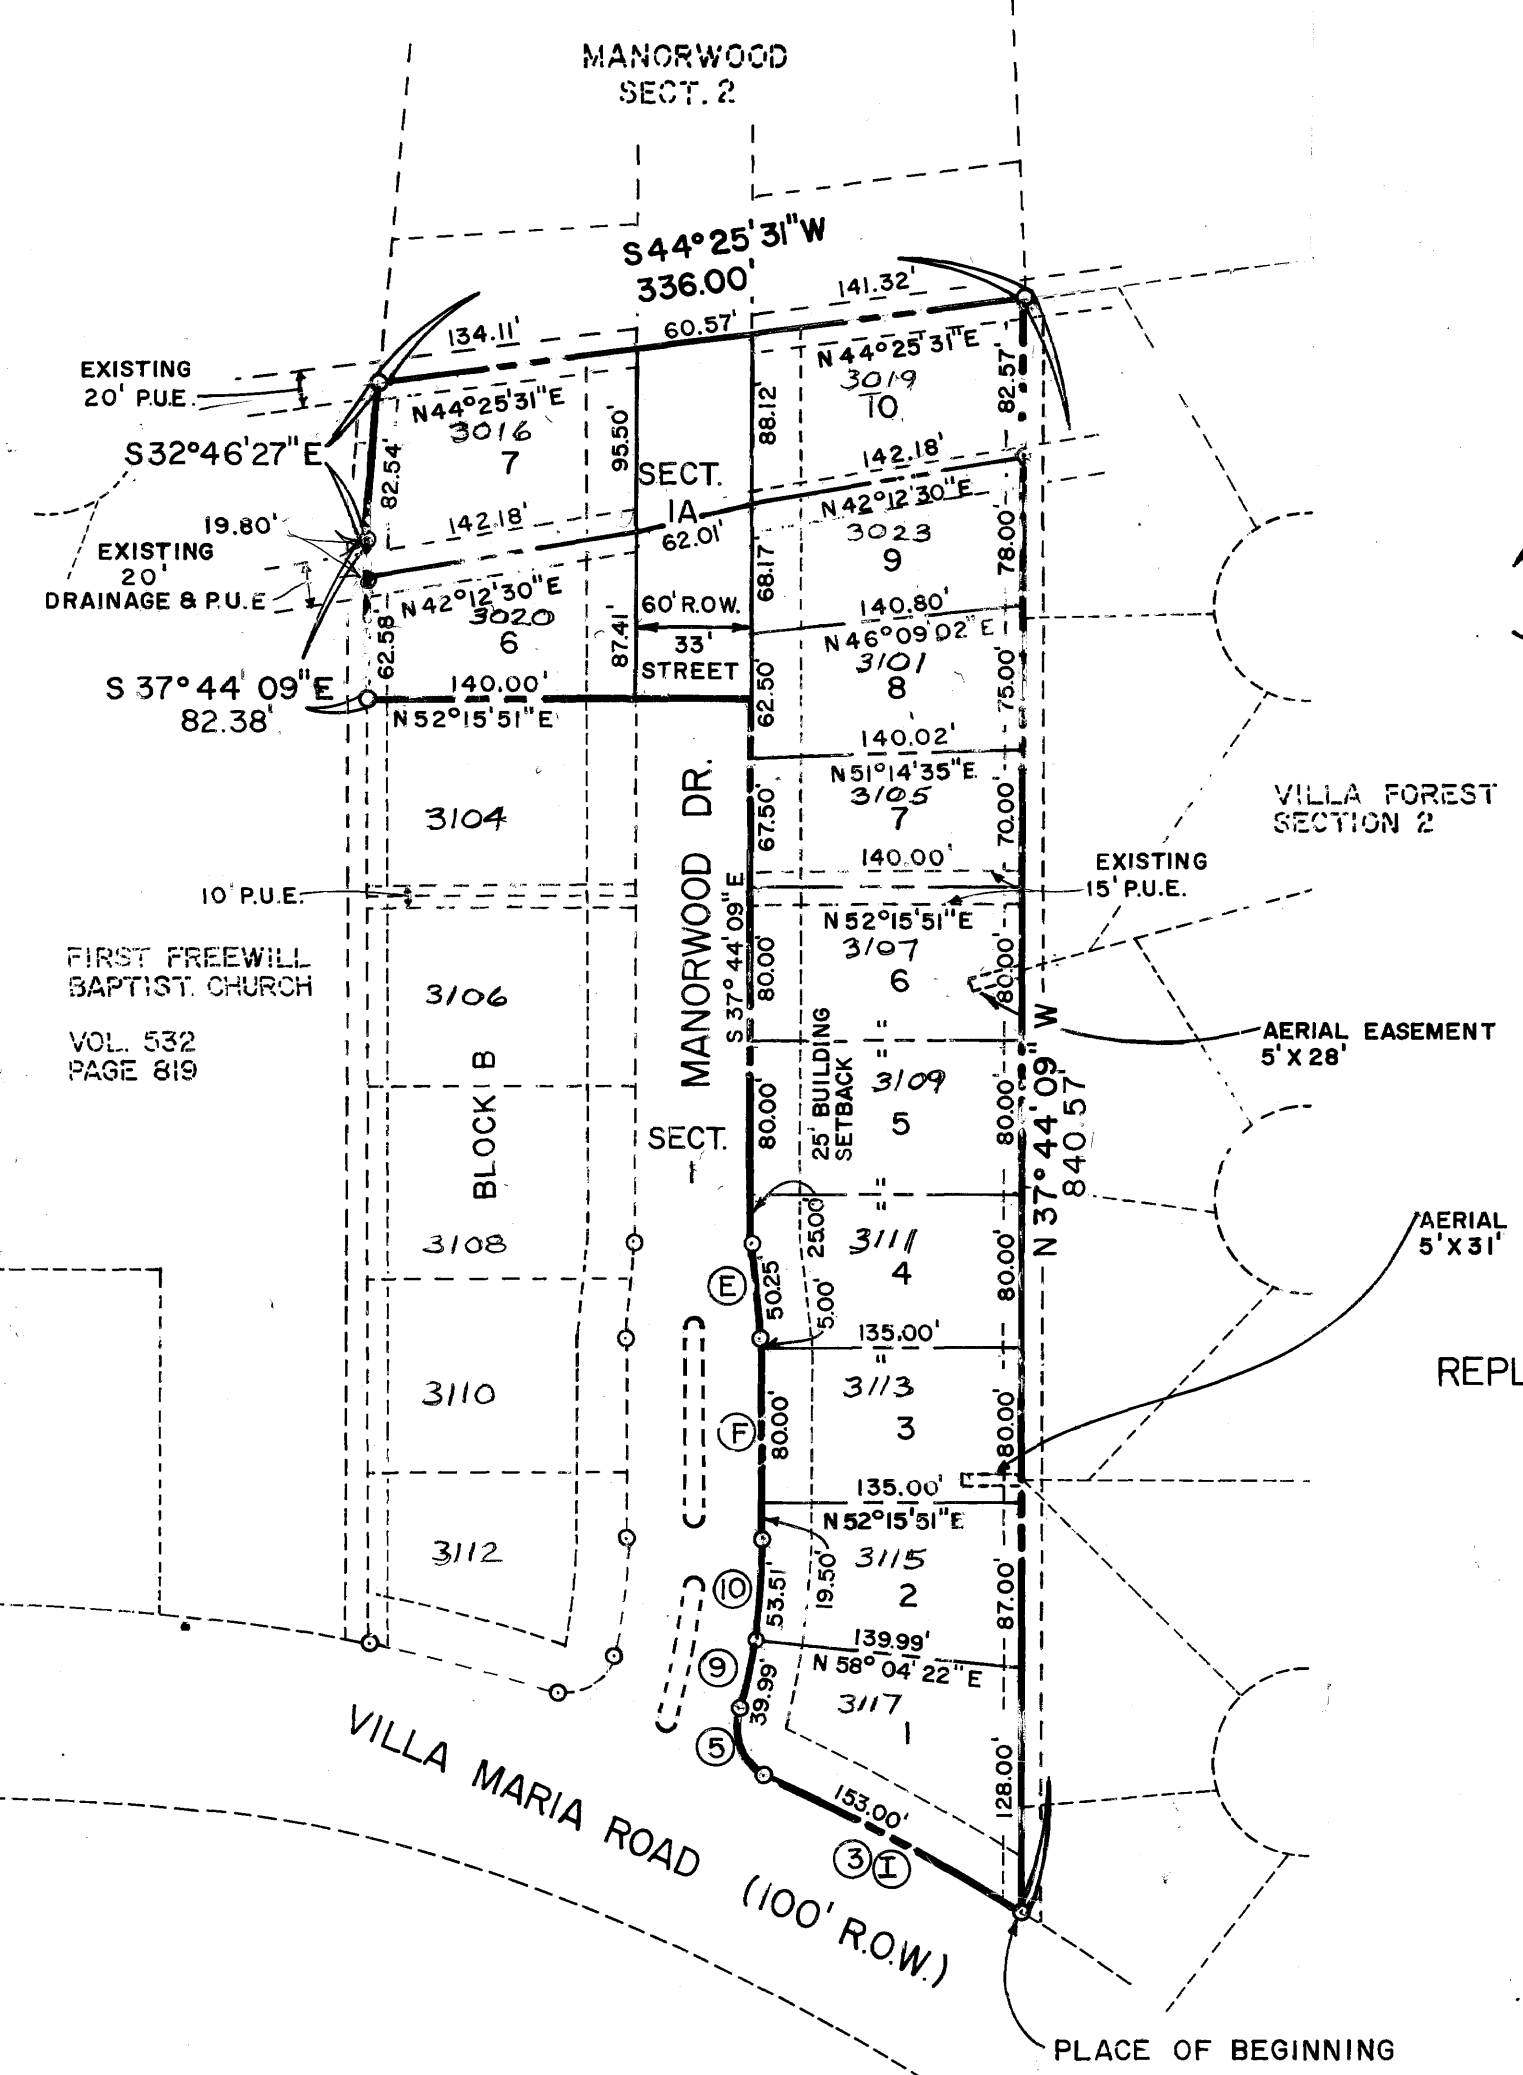 MANORWOOD
SECT. 2
S44°25'31"W
336.00'
141.32'
134.11'
60.57'
EXISTING
20' P.U.E.
N44°25'31"E
3016
7
N44°25'31"E
3019
10
82.57'
88.12'
95.50'
82.54'
S32°46'27"E
SECT.
1A
142.18'
N42°12'30"E
3023
9
78.00'
19.80'
142.18'
62.01'
EXISTING
20'
DRAINAGE & P.U.E
N42°12'30"E
3020
6
62.58'
87.41'
60' R.O.W.
33'
STREET
68.17'
140.80'
N46°09'02"E
3101
8
75.00'
62.50'
S37°44'09"E
82.38'
140.00'
N52°15'51"E
140.02'
N51°14'35"E
3105
7
70.00'
67.50'
VILLA FOREST
SECTION 2
3104
MANORWOOD DR.
S 37°44'09" E
140.00'
EXISTING
15' P.U.E.
10' P.U.E.
N52°15'51"E
3107
6
80.00'
80.00'
FIRST FREEWILL
BAPTIST. CHURCH
VOL. 532
PAGE 819
3106
BLOCK B
AERIAL EASEMENT
5' X 28'
"
"
3109
5
80.00'
80.00'
25' BUILDING
SETBACK
N 37°44'09" W
840.57'
SECT.
1
"
"
3111
4
80.00'
25.00'
AERIAL
5' X 31'
3108
E
50.25'
5.00'
135.00'
"
3113
3
80.00'
REPL
3110
F
80.00'
135.00'
N52°15'51"E
3115
2
87.00'
19.50'
3112
10
53.51'
139.99'
N 58°04'22"E
3117
1
9
39.99'
5
128.00'
153.00'
3
I
VILLA MARIA ROAD (100' R.O.W.)
PLACE OF BEGINNING